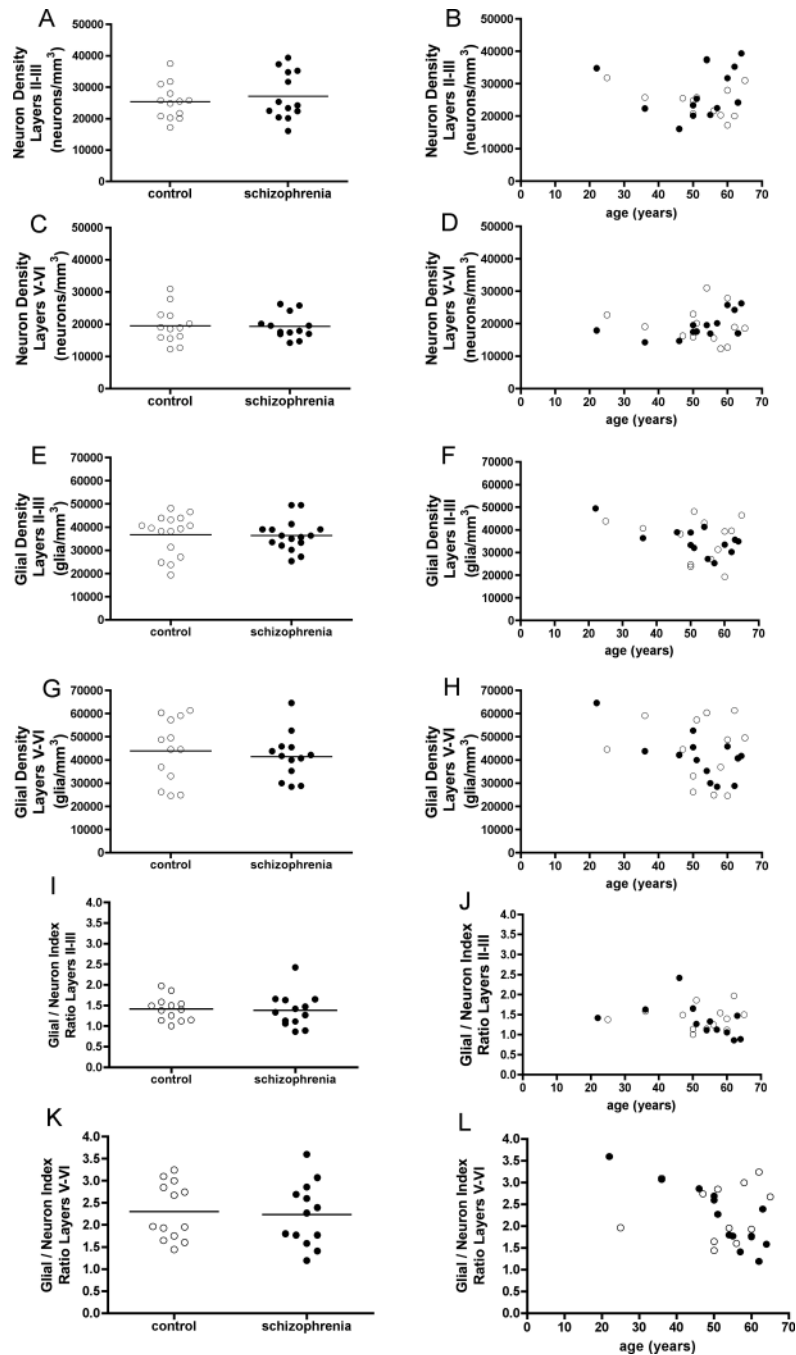 A
Neuron Density
Layers II-III
(neurons/mm³)
50000
40000
30000
20000
10000
0
control schizophrenia
B
Neuron Density
Layers II-III
(neurons/mm³)
50000
40000
30000
20000
10000
0
0 10 20 30 40 50 60 70
age (years)
C
Neuron Density
Layers V-VI
(neurons/mm³)
50000
40000
30000
20000
10000
0
control schizophrenia
D
Neuron Density
Layers V-VI
(neurons/mm³)
50000
40000
30000
20000
10000
0
0 10 20 30 40 50 60 70
age (years)
E
Glial Density
Layers II-III
(glia/mm³)
70000
60000
50000
40000
30000
20000
10000
0
control schizophrenia
F
Glial Density
Layers II-III
(glia/mm³)
70000
60000
50000
40000
30000
20000
10000
0
0 10 20 30 40 50 60 70
age (years)
G
Glial Density
Layers V-VI
(glia/mm³)
70000
60000
50000
40000
30000
20000
10000
0
control schizophrenia
H
Glial Density
Layers V-VI
(glia/mm³)
70000
60000
50000
40000
30000
20000
10000
0
0 10 20 30 40 50 60 70
age (years)
I
Glial / Neuron Index
Ratio Layers II-III
4.0
3.5
3.0
2.5
2.0
1.5
1.0
0.5
0.0
control schizophrenia
J
Glial / Neuron Index
Ratio Layers II-III
4.0
3.5
3.0
2.5
2.0
1.5
1.0
0.5
0.0
0 10 20 30 40 50 60 70
age (years)
K
Glial / Neuron Index
Ratio Layers V-VI
4.0
3.5
3.0
2.5
2.0
1.5
1.0
0.5
0.0
control schizophrenia
L
Glial / Neuron Index
Ratio Layers V-VI
4.0
3.5
3.0
2.5
2.0
1.5
1.0
0.5
0.0
0 10 20 30 40 50 60 70
age (years)